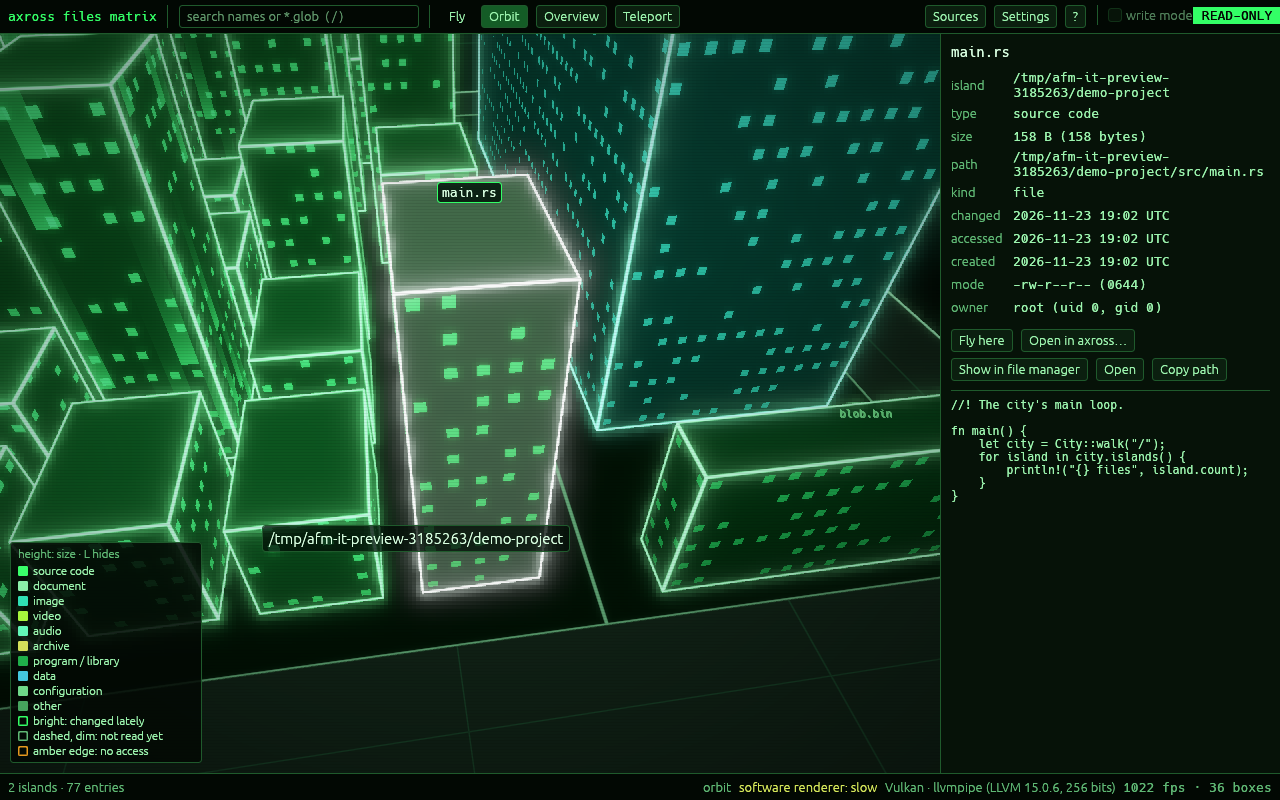 axross files matrix
search names or *.glob (/)
Fly
Orbit
Overview
Teleport
Sources
Settings
?
write mode
READ-ONLY
main.rs
/tmp/afm-it-preview-3185263/demo-project
blob.bin
height: size · L hides
source code
document
image
video
audio
archive
program / library
data
configuration
other
bright: changed lately
dashed, dim: not read yet
amber edge: no access
main.rs
island /tmp/afm-it-preview-
3185263/demo-project
type source code
size 158 B (158 bytes)
path /tmp/afm-it-preview-
3185263/demo-project/src/main.rs
kind file
changed 2026-11-23 19:02 UTC
accessed 2026-11-23 19:02 UTC
created 2026-11-23 19:02 UTC
mode -rw-r--r-- (0644)
owner root (uid 0, gid 0)
Fly here
Open in axross…
Show in file manager
Open
Copy path
//! The city's main loop.
fn main() {
    let city = City::walk("/");
    for island in city.islands() {
        println!("{} files", island.count);
    }
}
2 islands · 77 entries
orbit software renderer: slow Vulkan · llvmpipe (LLVM 15.0.6, 256 bits) 1022 fps · 36 boxes